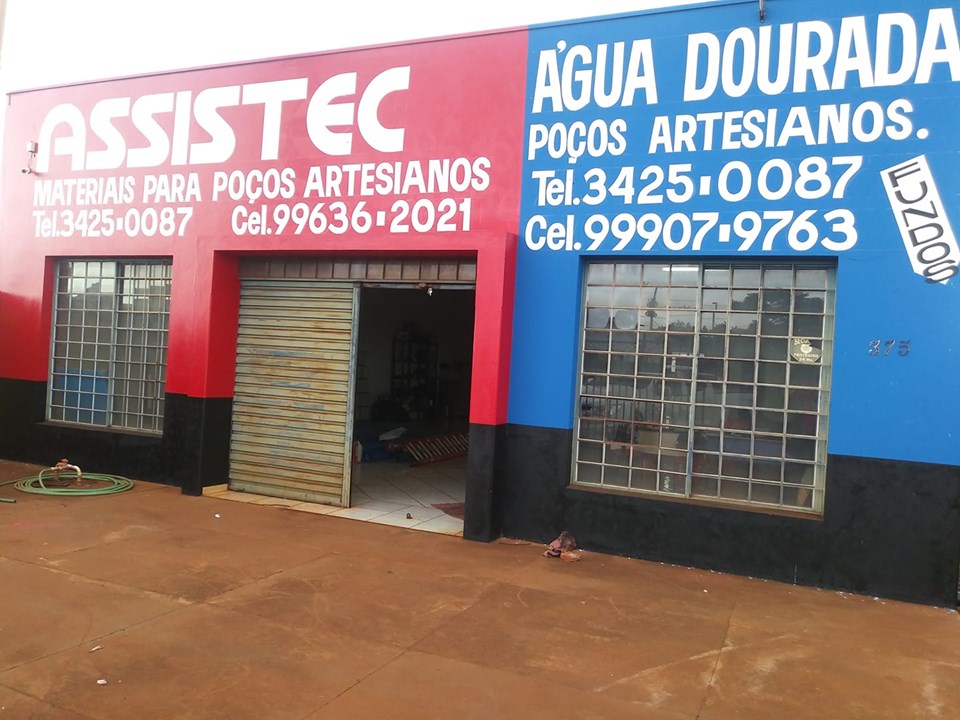 ASSISTEC
MATERIAIS PARA POÇOS ARTESIANOS
Tel.3425-0087 Cel.99636-2021
ÁGUA DOURADA
POÇOS ARTESIANOS.
Tel.3425-0087
Cel.99907-9763
FUNDOS
375